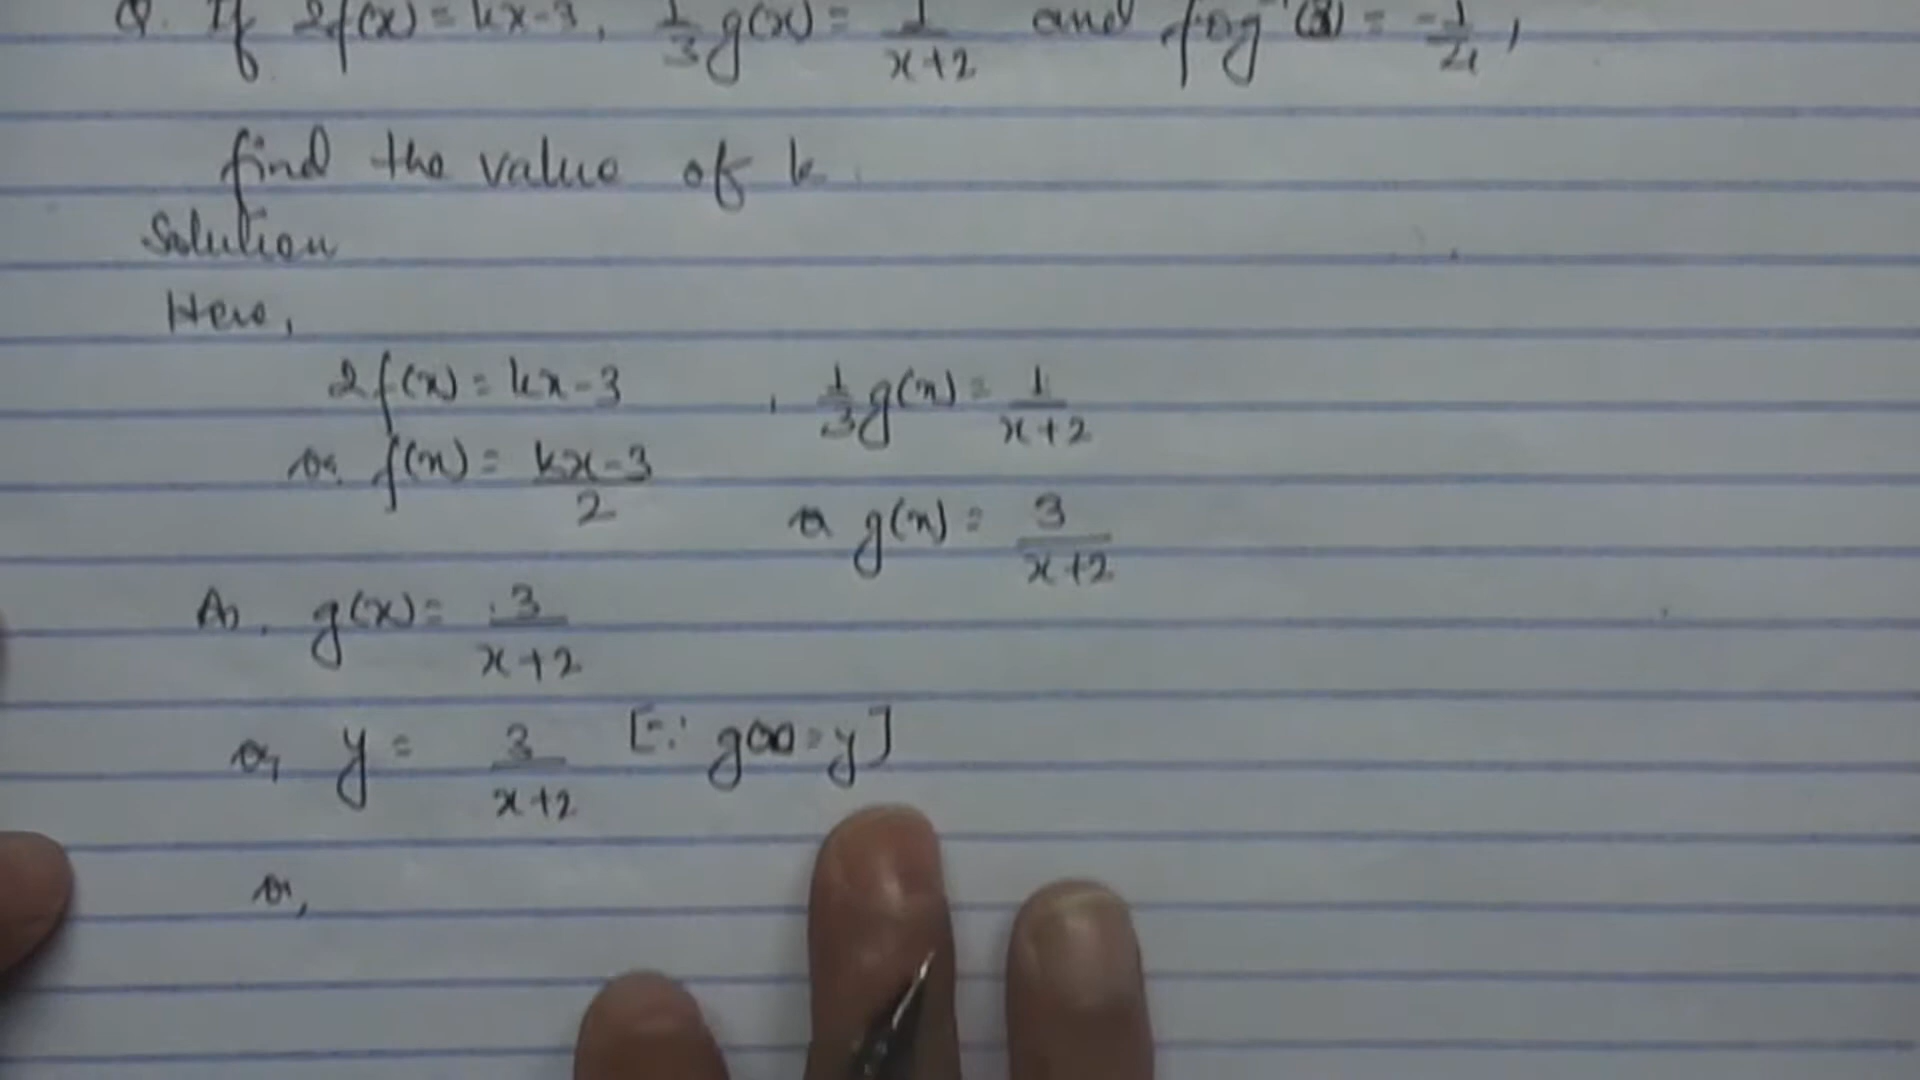 Q. If 2f(x) = kx-3, 1/3 g(x) = 1/(x+2) and fog⁻¹(3) = -1/4,
find the value of k.
Solution
Here,
2f(x) = kx-3 , 1/3 g(x) = 1/(x+2)
or. f(x) = (kx-3)/2
or g(x) = 3/(x+2)
As, g(x) = 3/(x+2)
or, y = 3/(x+2) [∵ g(x) = y]
or,